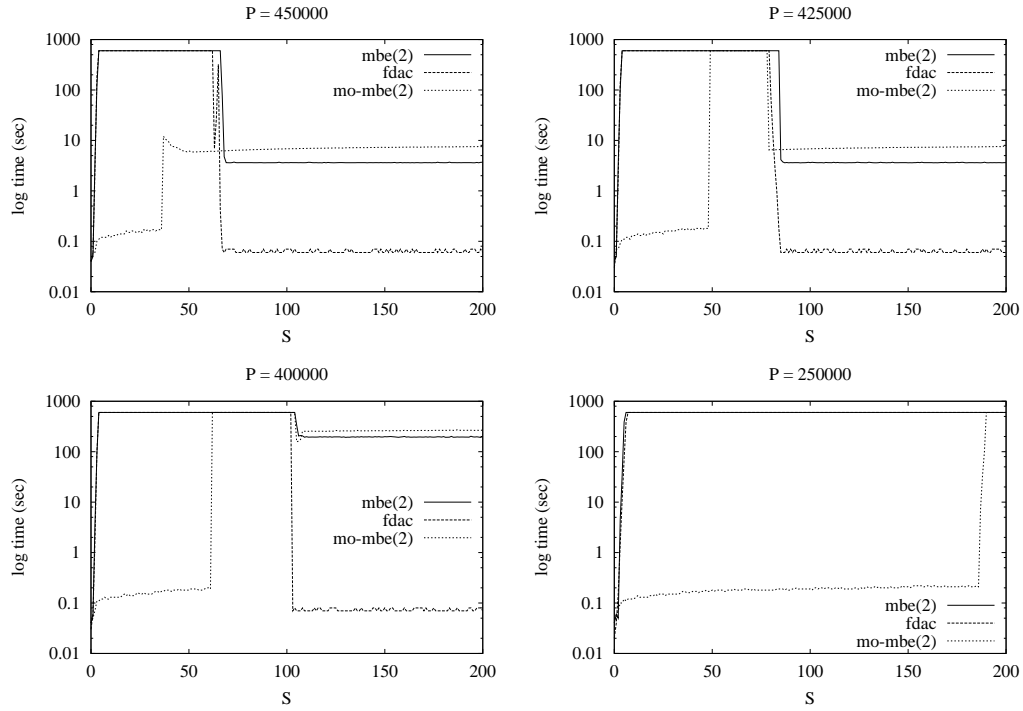 P = 450000
1000
100
10
1
0.1
0.01
log time (sec)
mbe(2)
fdac
mo-mbe(2)
0 50 100 150 200
S
P = 425000
1000
100
10
1
0.1
0.01
log time (sec)
mbe(2)
fdac
mo-mbe(2)
0 50 100 150 200
S
P = 400000
1000
100
10
1
0.1
0.01
log time (sec)
mbe(2)
fdac
mo-mbe(2)
0 50 100 150 200
S
P = 250000
1000
100
10
1
0.1
0.01
log time (sec)
mbe(2)
fdac
mo-mbe(2)
0 50 100 150 200
S